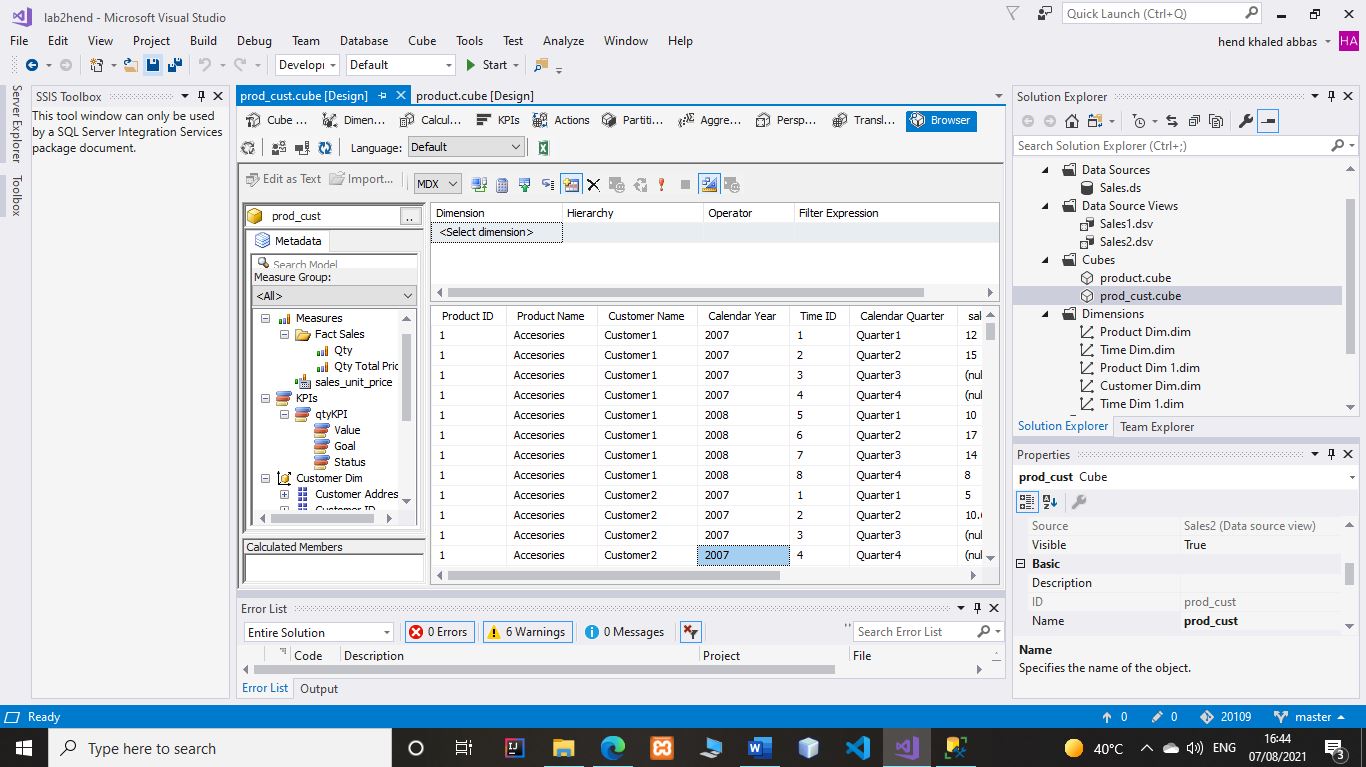 lab2hend - Microsoft Visual Studio
Quick Launch (Ctrl+Q)
File Edit View Project Build Debug Team Database Cube Tools Test Analyze Window Help
hend khaled abbas HA
Developi Default Start
Server Explorer
Toolbox
SSIS Toolbox
This tool window can only be used
by a SQL Server Integration Services
package document.
prod_cust.cube [Design] product.cube [Design]
Cube ... Dimen... Calcul... KPIs Actions Partiti... Aggre... Persp... Transl... Browser
Language: Default
Edit as Text Import... MDX
prod_cust ..
Metadata
Search Model
Measure Group:
<All>
Measures
Fact Sales
Qty
Qty Total Pric
sales_unit_price
KPIs
qtyKPI
Value
Goal
Status
Customer Dim
Customer Addres
Customer ID
Calculated Members
Dimension Hierarchy Operator Filter Expression
<Select dimension>
Product ID Product Name Customer Name Calendar Year Time ID Calendar Quarter sal
1 Accesories Customer1 2007 1 Quarter1 12
1 Accesories Customer1 2007 2 Quarter2 15
1 Accesories Customer1 2007 3 Quarter3 (nul
1 Accesories Customer1 2007 4 Quarter4 (nul
1 Accesories Customer1 2008 5 Quarter1 10
1 Accesories Customer1 2008 6 Quarter2 17
1 Accesories Customer1 2008 7 Quarter3 14
1 Accesories Customer1 2008 8 Quarter4 8
1 Accesories Customer2 2007 1 Quarter1 5
1 Accesories Customer2 2007 2 Quarter2 10.
1 Accesories Customer2 2007 3 Quarter3 (nul
1 Accesories Customer2 2007 4 Quarter4 (nul
Error List
Entire Solution 0 Errors 6 Warnings 0 Messages Search Error List
Code Description Project File
Error List Output
Solution Explorer
Search Solution Explorer (Ctrl+;)
Data Sources
Sales.ds
Data Source Views
Sales1.dsv
Sales2.dsv
Cubes
product.cube
prod_cust.cube
Dimensions
Product Dim.dim
Time Dim.dim
Product Dim 1.dim
Customer Dim.dim
Time Dim 1.dim
Solution Explorer Team Explorer
Properties
prod_cust Cube
Source Sales2 (Data source view)
Visible True
Basic
Description
ID prod_cust
Name prod_cust
Name
Specifies the name of the object.
Ready 0 0 20109 master
Type here to search
40°C ENG 16:44
07/08/2021 3